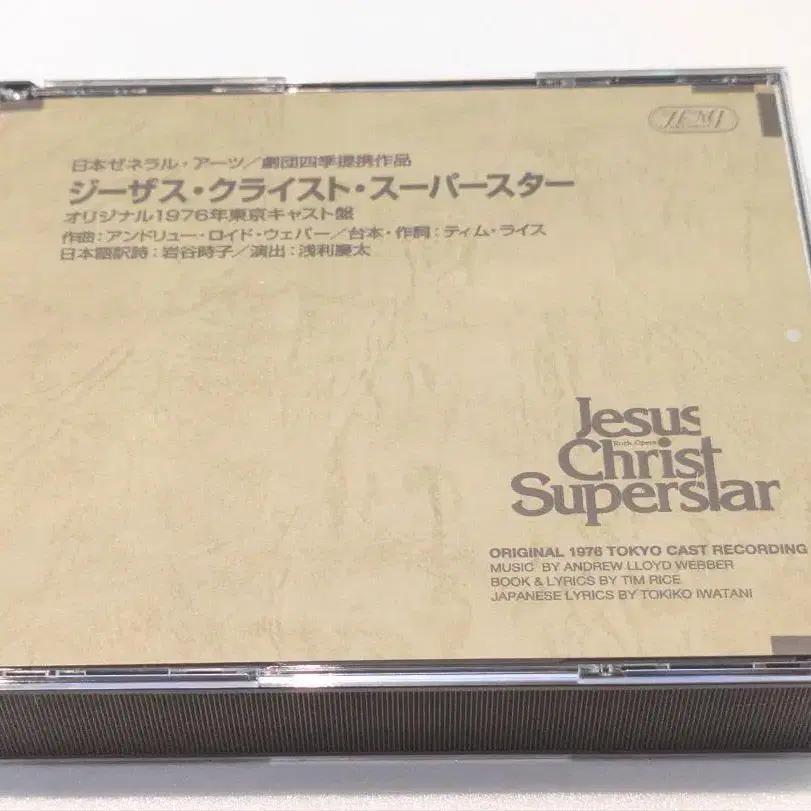 日本ゼネラル・アーツ/劇団四季提携作品
ジーザス・クライスト・スーパースター
オリジナル1976年東京キャスト盤
作曲:アンドリュー・ロイド・ウェバー/台本・作詞:ティム・ライス
日本語訳詩:岩谷時子/演出:浅利慶太
Jesus
Rock Opera
Christ
Superstar
ORIGINAL 1976 TOKYO CAST RECORDING
MUSIC BY ANDREW LLOYD WEBBER
BOOK & LYRICS BY TIM RICE
JAPANESE LYRICS BY TOKIKO IWATANI